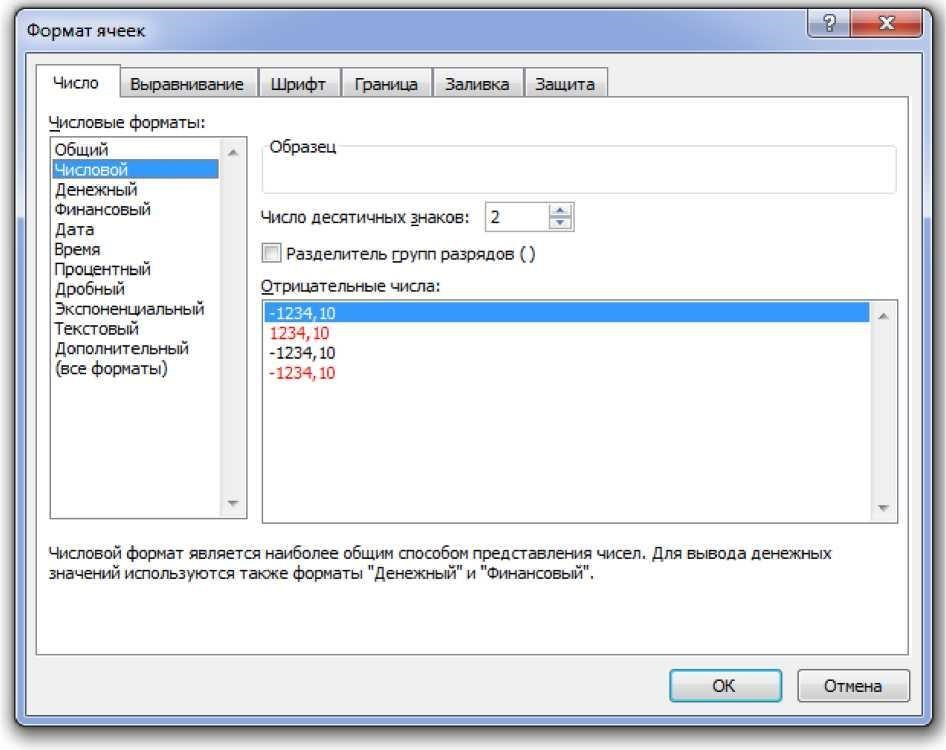 Формат ячеек
?
Число
Выравнивание
Шрифт
Граница
Заливка
Защита
Числовые форматы:
Общий
Числовой
Денежный
Финансовый
Дата
Время
Процентный
Дробный
Экспоненциальный
Текстовый
Дополнительный
(все форматы)
Образец
Число десятичных знаков: 2
Разделитель групп разрядов ( )
Отрицательные числа:
-1234,10
1234,10
-1234,10
-1234,10
Числовой формат является наиболее общим способом представления чисел. Для вывода денежных
значений используются также форматы "Денежный" и "Финансовый".
ОК
Отмена